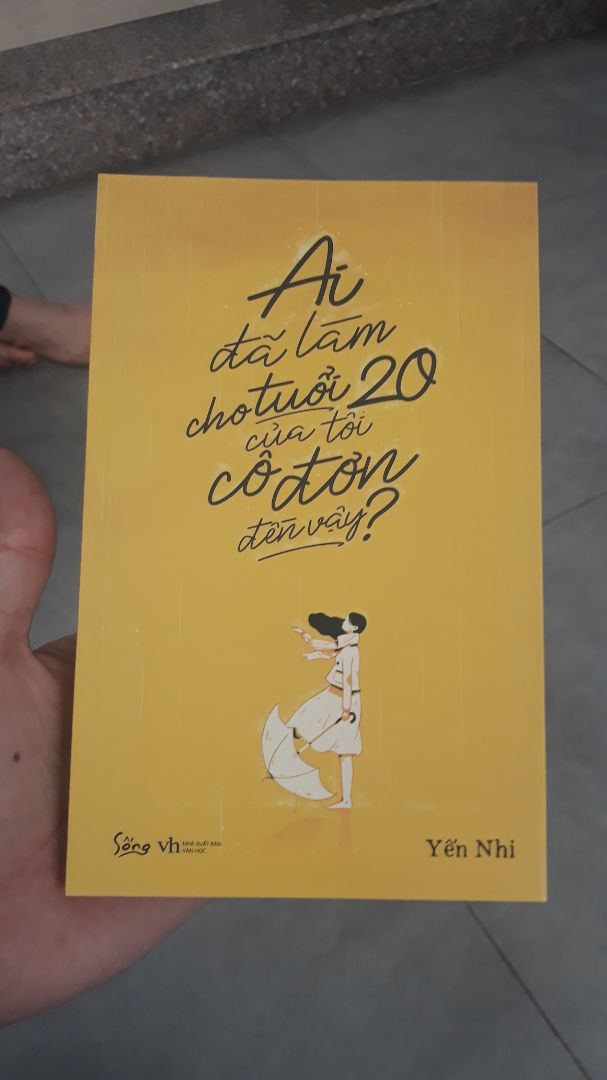 Ai
đã làm
cho tuổi 20
của tôi
cô đơn
đến vậy?
Sống vh NHÀ XUẤT BẢN
VĂN HỌC
Yến Nhi